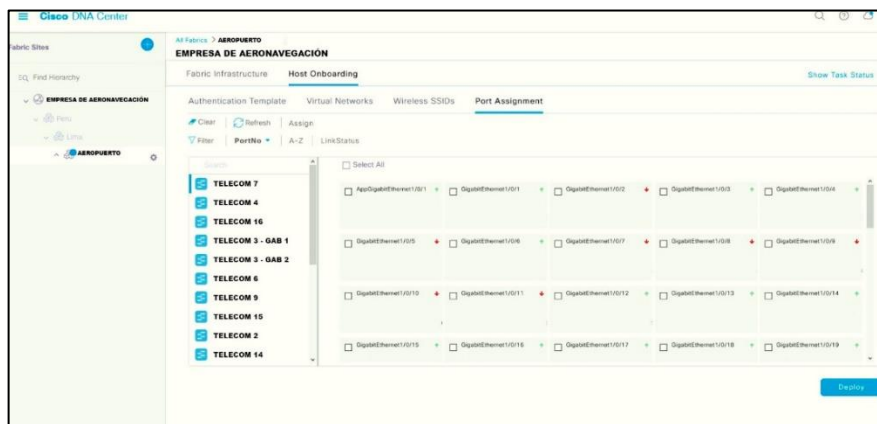 Cisco DNA Center
Fabric Sites
Find Hierarchy
EMPRESA DE AERONAVEGACIÓN
Peru
Lima
AEROPUERTO
All Fabrics > AEROPUERTO
EMPRESA DE AERONAVEGACIÓN
Fabric Infrastructure Host Onboarding Show Task Status
Authentication Template Virtual Networks Wireless SSIDs Port Assignment
Clear Refresh Assign
Filter PortNo A-Z LinkStatus
Search
TELECOM 7
TELECOM 4
TELECOM 16
TELECOM 3 - GAB 1
TELECOM 3 - GAB 2
TELECOM 6
TELECOM 9
TELECOM 15
TELECOM 2
TELECOM 14
Select All
AppGigabitEthernet1/0/1 GigabitEthernet1/0/1 GigabitEthernet1/0/2 GigabitEthernet1/0/3 GigabitEthernet1/0/4
GigabitEthernet1/0/5 GigabitEthernet1/0/6 GigabitEthernet1/0/7 GigabitEthernet1/0/8 GigabitEthernet1/0/9
GigabitEthernet1/0/10 GigabitEthernet1/0/11 GigabitEthernet1/0/12 GigabitEthernet1/0/13 GigabitEthernet1/0/14
GigabitEthernet1/0/15 GigabitEthernet1/0/16 GigabitEthernet1/0/17 GigabitEthernet1/0/18 GigabitEthernet1/0/19
Deploy